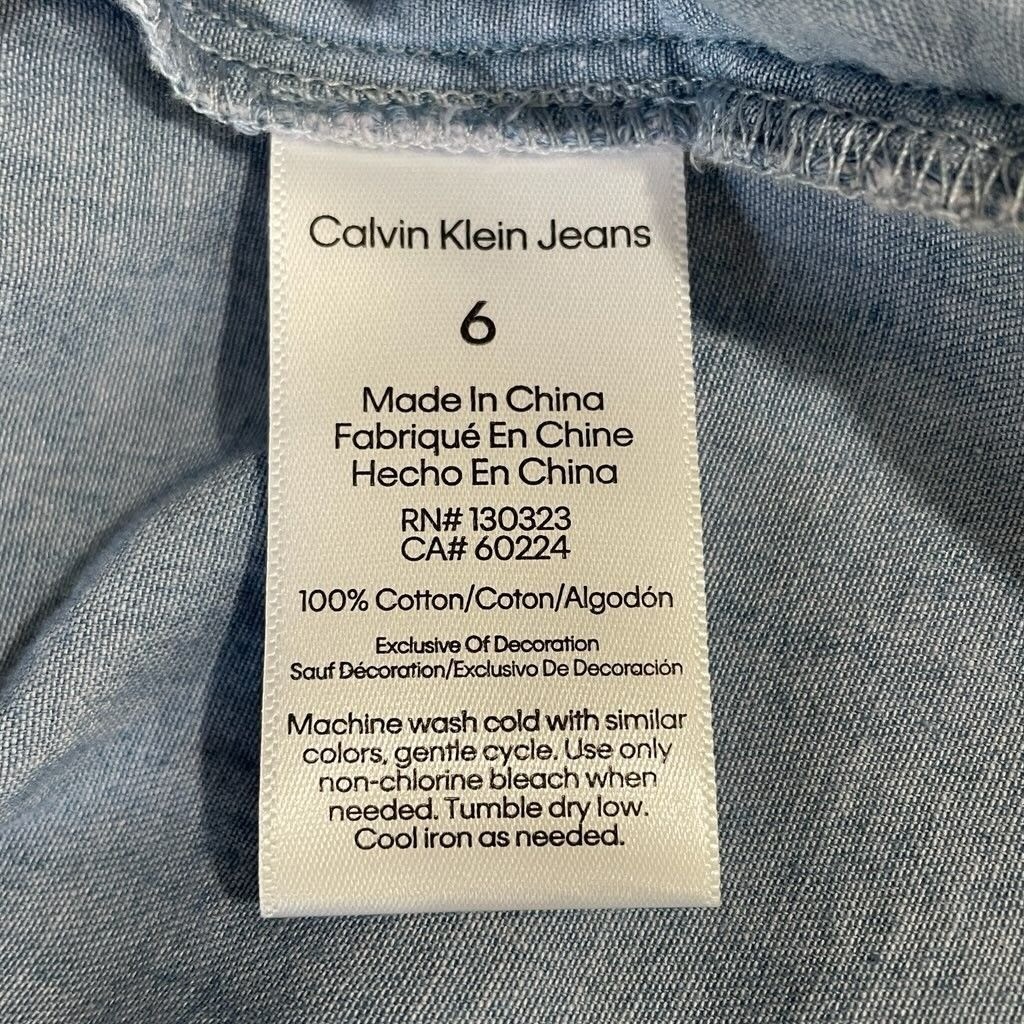 Calvin Klein Jeans
6
Made In China
Fabriqué En Chine
Hecho En China
RN# 130323
CA# 60224
100% Cotton/Coton/Algodón
Exclusive Of Decoration
Sauf Décoration/Exclusivo De Decoración
Machine wash cold with similar
colors, gentle cycle. Use only
non-chlorine bleach when
needed. Tumble dry low.
Cool iron as needed.